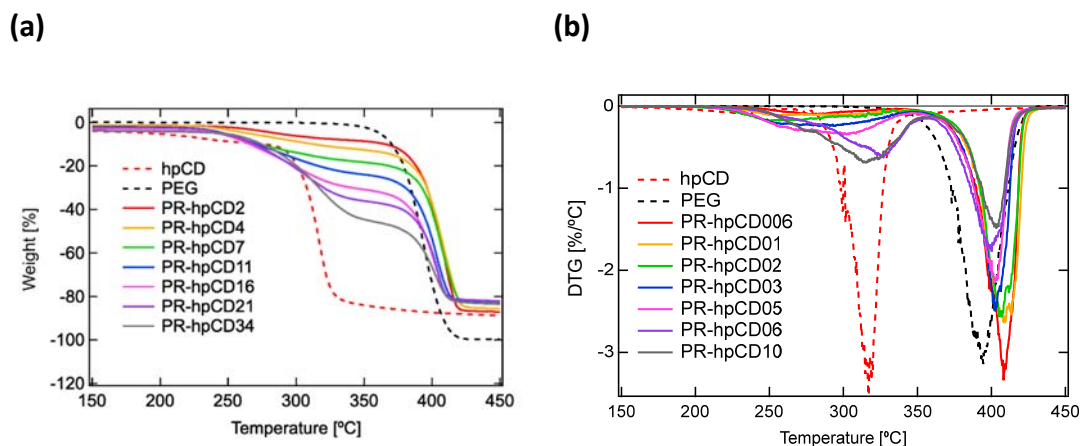 (a)
0
-20
-40
-60
-80
-100
-120
Weight [%]
hpCD
PEG
PR-hpCD2
PR-hpCD4
PR-hpCD7
PR-hpCD11
PR-hpCD16
PR-hpCD21
PR-hpCD34
150 200 250 300 350 400 450
Temperature [ºC]
(b)
0
-1
-2
-3
DTG [%/ºC]
hpCD
PEG
PR-hpCD006
PR-hpCD01
PR-hpCD02
PR-hpCD03
PR-hpCD05
PR-hpCD06
PR-hpCD10
150 200 250 300 350 400 450
Temperature [ºC]